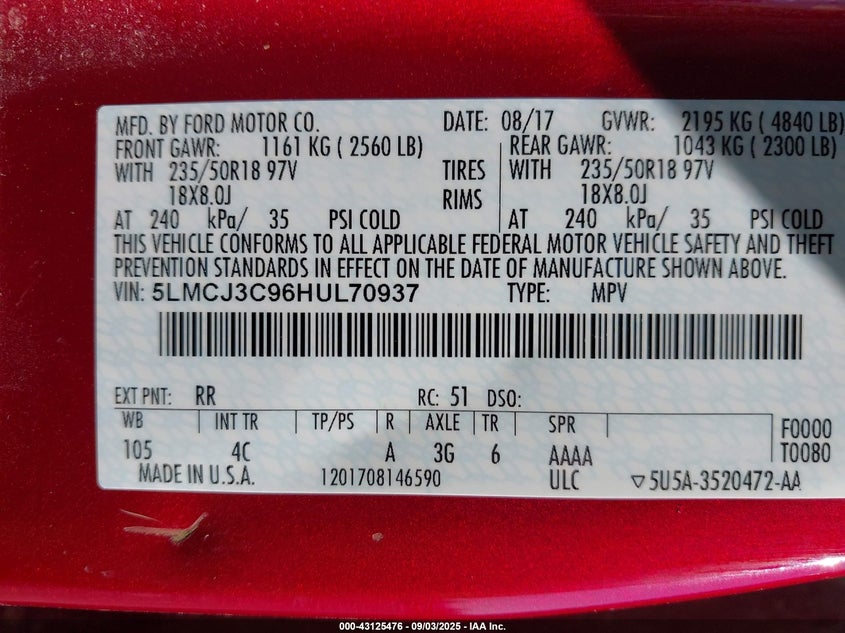 MFD. BY FORD MOTOR CO. DATE: 08/17 GVWR: 2195 KG ( 4840 LB)
FRONT GAWR: 1161 KG ( 2560 LB) REAR GAWR: 1043 KG ( 2300 LB)
WITH 235/50R18 97V TIRES WITH 235/50R18 97V
18X8.0J RIMS 18X8.0J
AT 240 kPa/ 35 PSI COLD AT 240 kPa/ 35 PSI COLD
THIS VEHICLE CONFORMS TO ALL APPLICABLE FEDERAL MOTOR VEHICLE SAFETY AND THEFT
PREVENTION STANDARDS IN EFFECT ON THE DATE OF MANUFACTURE SHOWN ABOVE.
VIN: 5LMCJ3C96HUL70937 TYPE: MPV
EXT PNT: RR RC: 51 DSO:
WB INT TR TP/PS R AXLE TR SPR F0000
105 4C A 3G 6 AAAA T0080
MADE IN U.S.A. 1201708146590 ULC ▽5U5A-3520472-AA
000-43125476 - 09/03/2025 - IAA Inc.